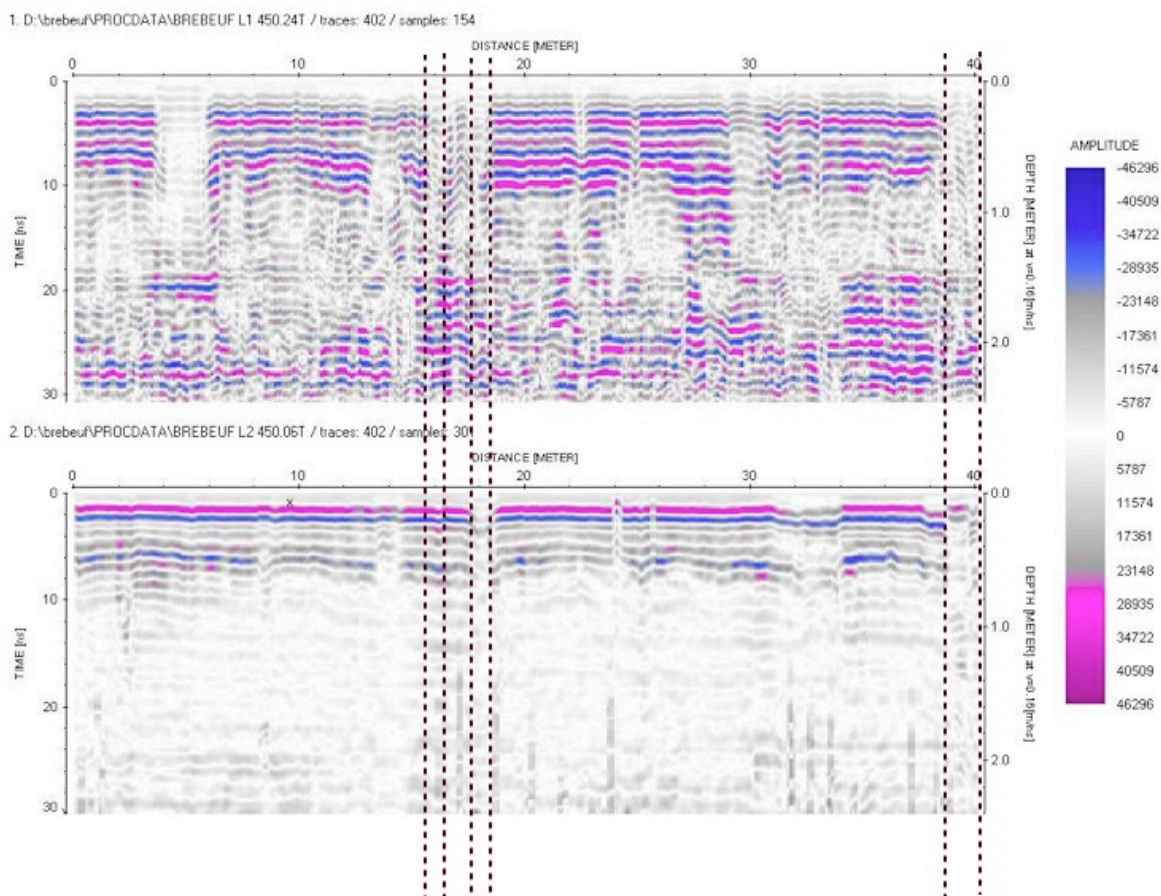 1. D:\brebeuf\PROCDATA\BREBEUF L1 450.24T / traces: 402 / samples: 154
DISTANCE [METER]
0 10 20 30 40
TIME [ns]
0
10
20
30
0.0
1.0
2.0
DEPTH [METER] at v=0.16[m/ns]
2. D:\brebeuf\PROCDATA\BREBEUF L2 450.06T / traces: 402 / samples: 301
DISTANCE [METER]
0 10 20 30 40
TIME [ns]
0
10
20
30
0.0
1.0
2.0
DEPTH [METER] at v=0.16[m/ns]
AMPLITUDE
-46296
-40509
-34722
-28935
-23148
-17361
-11574
-5787
0
5787
11574
17361
23148
28935
34722
40509
46296